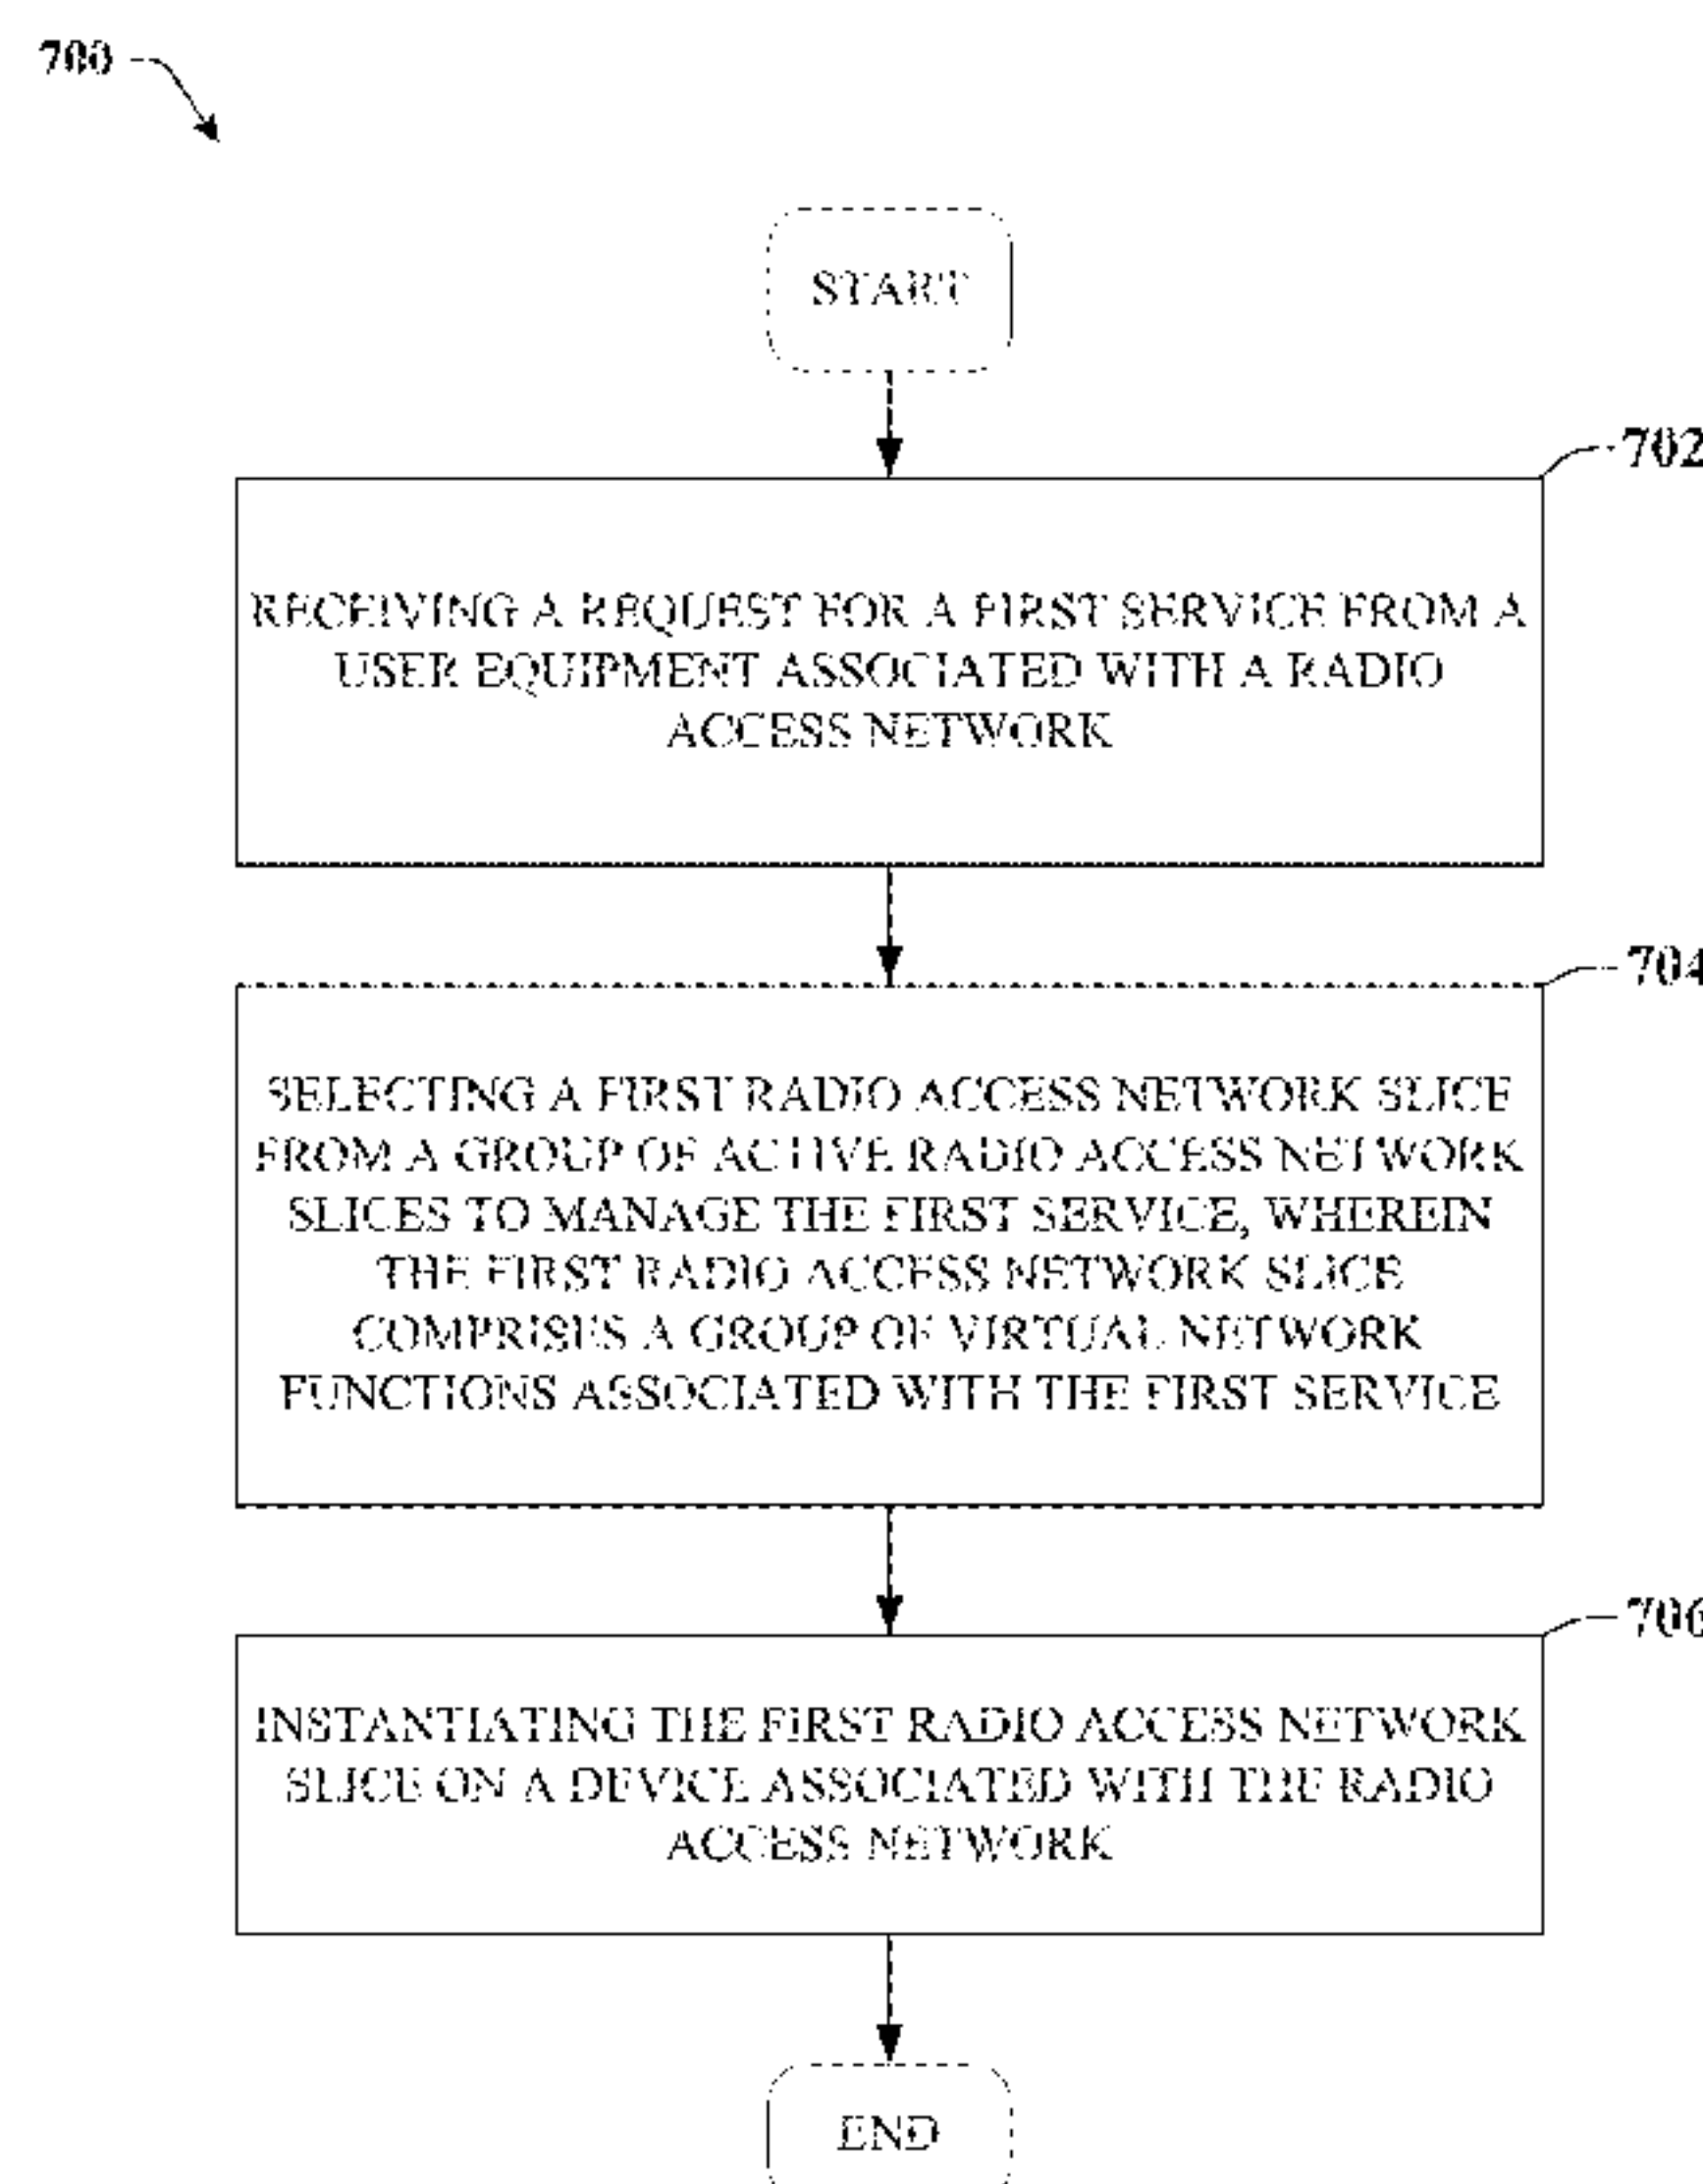 700
START
702
RECEIVING A REQUEST FOR A FIRST SERVICE FROM A
USER EQUIPMENT ASSOCIATED WITH A RADIO
ACCESS NETWORK
704
SELECTING A FIRST RADIO ACCESS NETWORK SLICE
FROM A GROUP OF ACTIVE RADIO ACCESS NETWORK
SLICES TO MANAGE THE FIRST SERVICE, WHEREIN
THE FIRST RADIO ACCESS NETWORK SLICE
COMPRISES A GROUP OF VIRTUAL NETWORK
FUNCTIONS ASSOCIATED WITH THE FIRST SERVICE
706
INSTANTIATING THE FIRST RADIO ACCESS NETWORK
SLICE ON A DEVICE ASSOCIATED WITH THE RADIO
ACCESS NETWORK
END